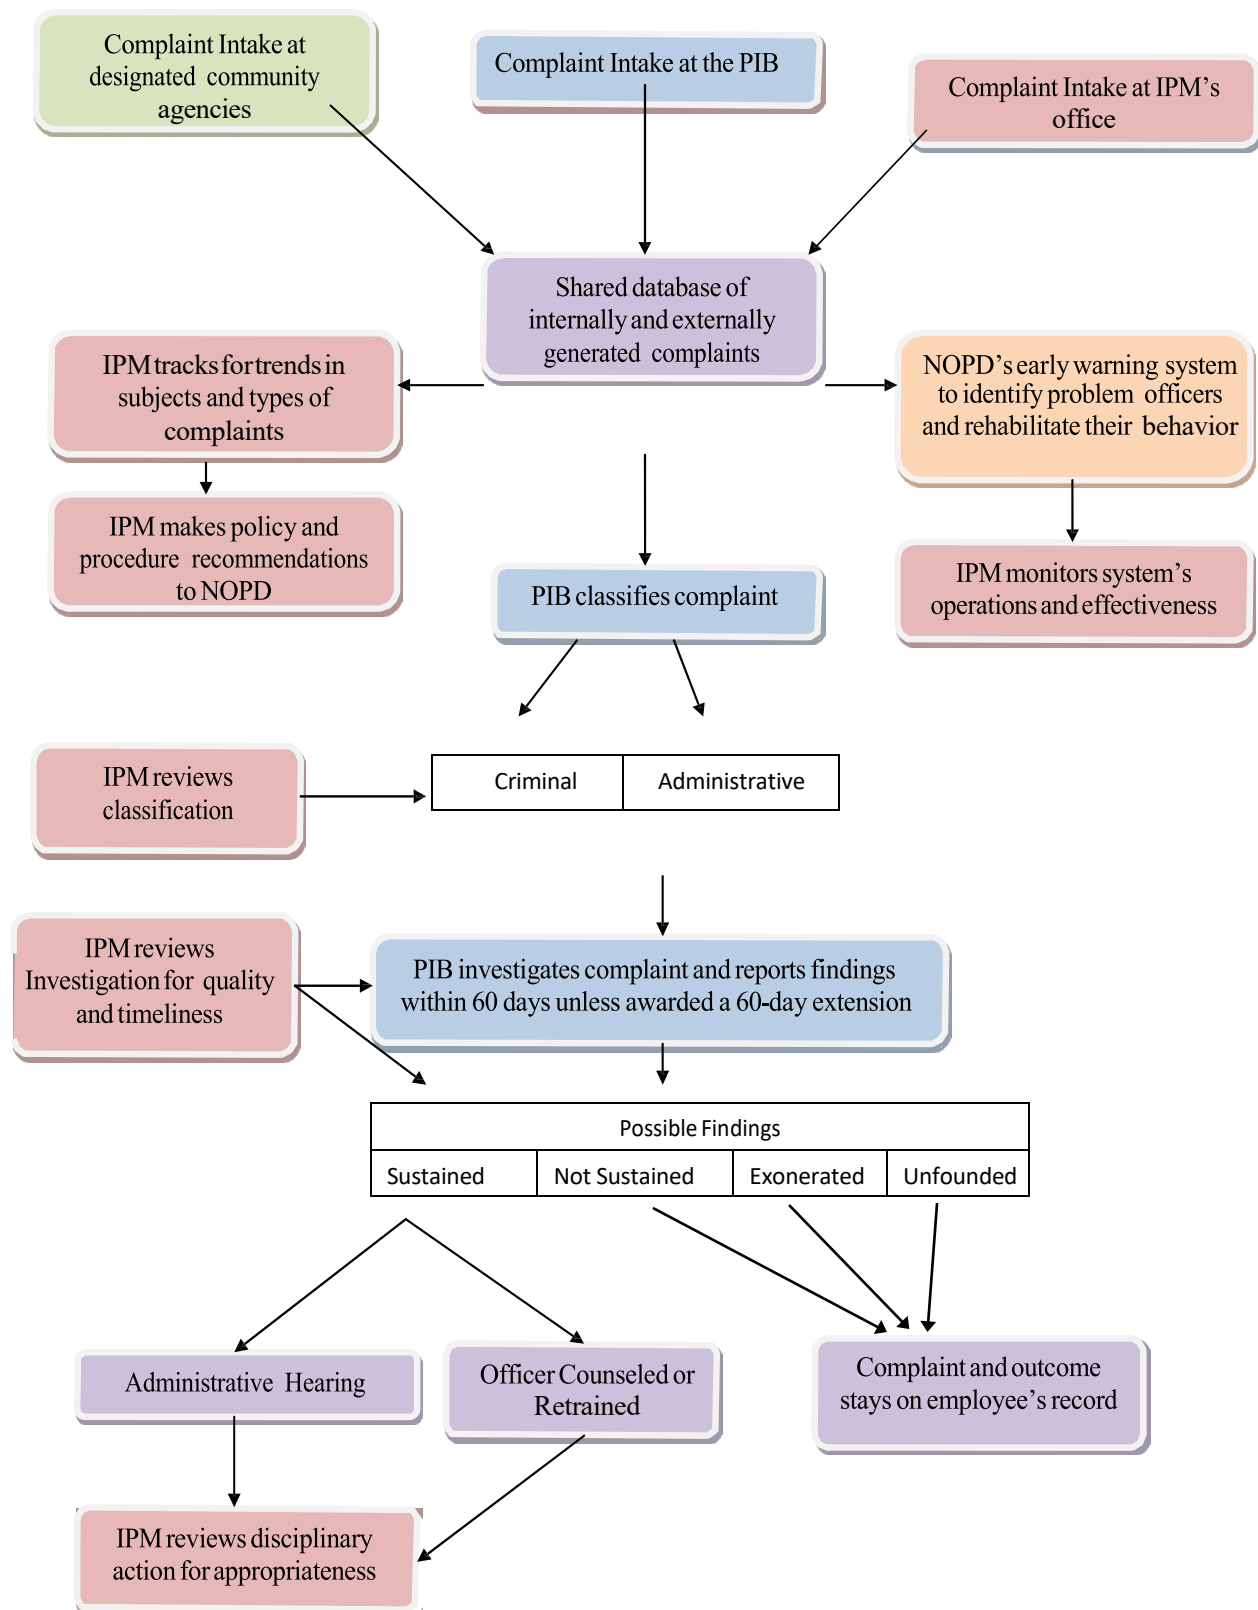 Complaint Intake at
designated community
agencies
Complaint Intake at the PIB
Complaint Intake at IPM’s
office
Shared database of
internally and externally
generated complaints
IPM tracks for trends in
subjects and types of
complaints
NOPD’s early warning system
to identify problem officers
and rehabilitate their behavior
IPM makes policy and
procedure recommendations
to NOPD
PIB classifies complaint
IPM monitors system’s
operations and effectiveness
IPM reviews
classification
Criminal
Administrative
IPM reviews
Investigation for quality
and timeliness
PIB investigates complaint and reports findings
within 60 days unless awarded a 60-day extension
Possible Findings
Sustained
Not Sustained
Exonerated
Unfounded
Administrative Hearing
Officer Counseled or
Retrained
Complaint and outcome
stays on employee’s record
IPM reviews disciplinary
action for appropriateness